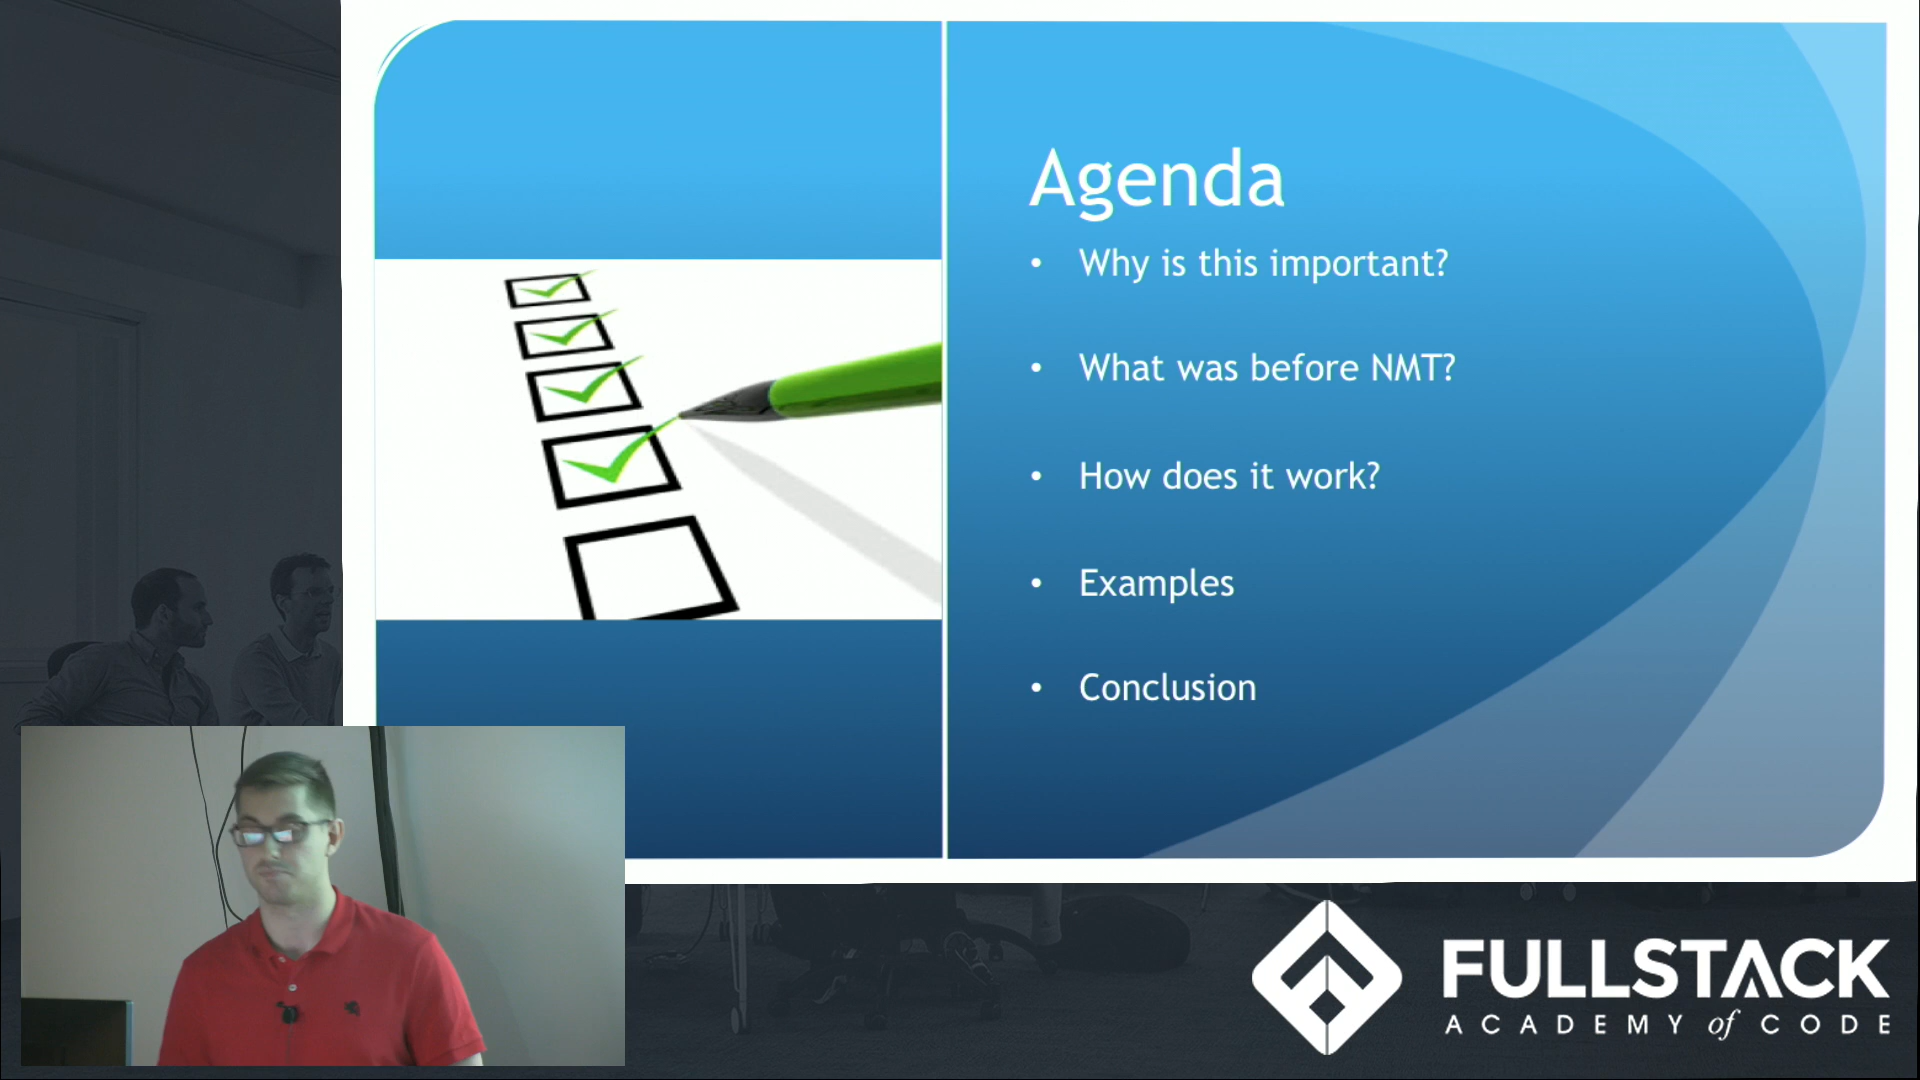 Agenda
• Why is this important?
• What was before NMT?
• How does it work?
• Examples
• Conclusion
FULLSTACK
ACADEMY of CODE